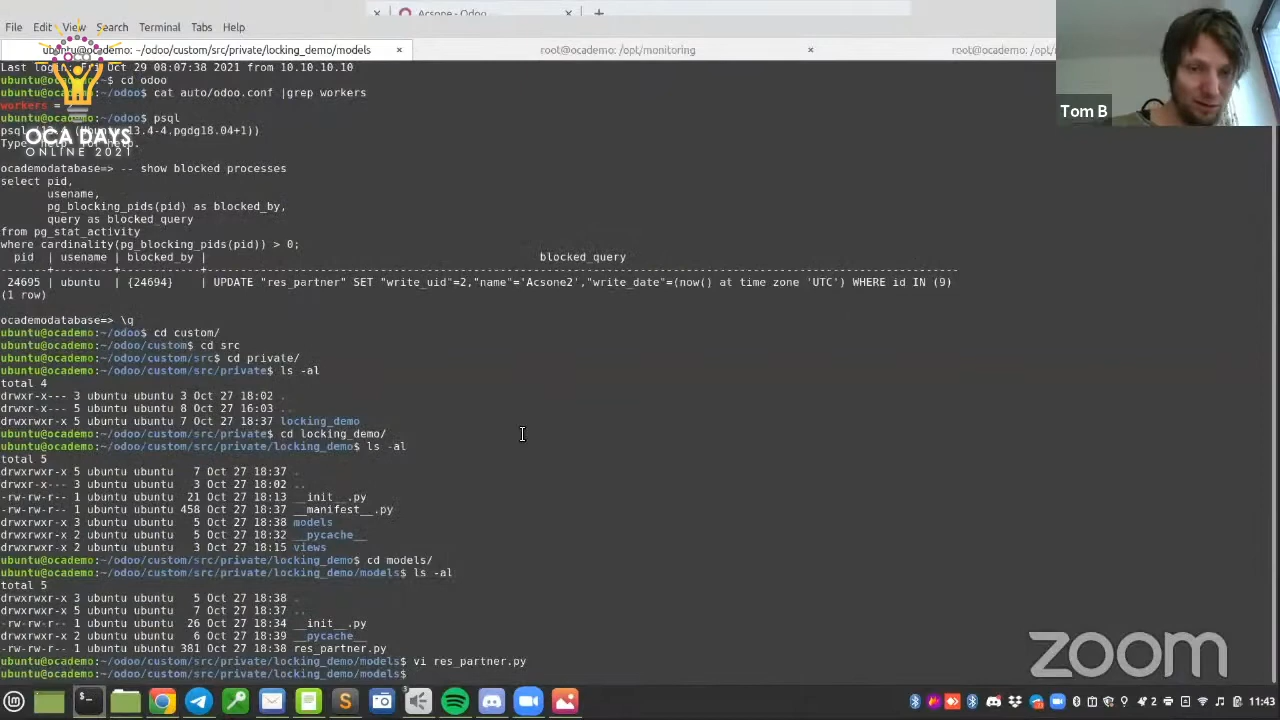 Acsone - Odoo
File Edit View Search Terminal Tabs Help
ubuntu@ocademo: ~/odoo/custom/src/private/locking_demo/models
root@ocademo: /opt/monitoring
root@ocademo: /opt/
Last login: Fri Oct 29 08:07:38 2021 from 10.10.10.10
ubuntu@ocademo:~$ cd odoo
ubuntu@ocademo:~/odoo$ cat auto/odoo.conf |grep workers
workers =
ubuntu@ocademo:~/odoo$ psql
psql 13.4-4.pgdg18.04+1))
Type help.
OCA DAYS
ONLINE 2021
Tom B
ocademodatabase=> -- show blocked processes
select pid,
usename,
pg_blocking_pids(pid) as blocked_by,
query as blocked_query
from pg_stat_activity
where cardinality(pg_blocking_pids(pid)) > 0;
pid | usename | blocked_by | blocked_query
24695 | ubuntu | {24694} | UPDATE "res_partner" SET "write_uid"=2,"name"='Acsone2',"write_date"=(now() at time zone 'UTC') WHERE id IN (9)
(1 row)
ocademodatabase=> \q
ubuntu@ocademo:~/odoo$ cd custom/
ubuntu@ocademo:~/odoo/custom$ cd src
ubuntu@ocademo:~/odoo/custom/src$ cd private/
ubuntu@ocademo:~/odoo/custom/src/private$ ls -al
total 4
drwxr-x--- 3 ubuntu ubuntu 3 Oct 27 18:02 .
drwxr-x--- 5 ubuntu ubuntu 8 Oct 27 16:03 ..
drwxrwxr-x 5 ubuntu ubuntu 7 Oct 27 18:37 locking_demo
ubuntu@ocademo:~/odoo/custom/src/private$ cd locking_demo/
ubuntu@ocademo:~/odoo/custom/src/private/locking_demo$ ls -al
total 5
drwxrwxr-x 5 ubuntu ubuntu 7 Oct 27 18:37 .
drwxr-x--- 3 ubuntu ubuntu 3 Oct 27 18:02 ..
-rw-rw-r-- 1 ubuntu ubuntu 21 Oct 27 18:13 __init__.py
-rw-rw-r-- 1 ubuntu ubuntu 458 Oct 27 18:37 __manifest__.py
drwxrwxr-x 3 ubuntu ubuntu 5 Oct 27 18:38 models
drwxrwxr-x 2 ubuntu ubuntu 5 Oct 27 18:32 __pycache__
drwxrwxr-x 2 ubuntu ubuntu 3 Oct 27 18:15 views
ubuntu@ocademo:~/odoo/custom/src/private/locking_demo$ cd models/
ubuntu@ocademo:~/odoo/custom/src/private/locking_demo/models$ ls -al
total 5
drwxrwxr-x 3 ubuntu ubuntu 5 Oct 27 18:38 .
drwxrwxr-x 5 ubuntu ubuntu 7 Oct 27 18:37 ..
-rw-rw-r-- 1 ubuntu ubuntu 26 Oct 27 18:34 __init__.py
drwxrwxr-x 2 ubuntu ubuntu 6 Oct 27 18:39 __pycache__
-rw-rw-r-- 1 ubuntu ubuntu 381 Oct 27 18:38 res_partner.py
ubuntu@ocademo:~/odoo/custom/src/private/locking_demo/models$ vi res_partner.py
ubuntu@ocademo:~/odoo/custom/src/private/locking_demo/models$
zoom
2
11:43